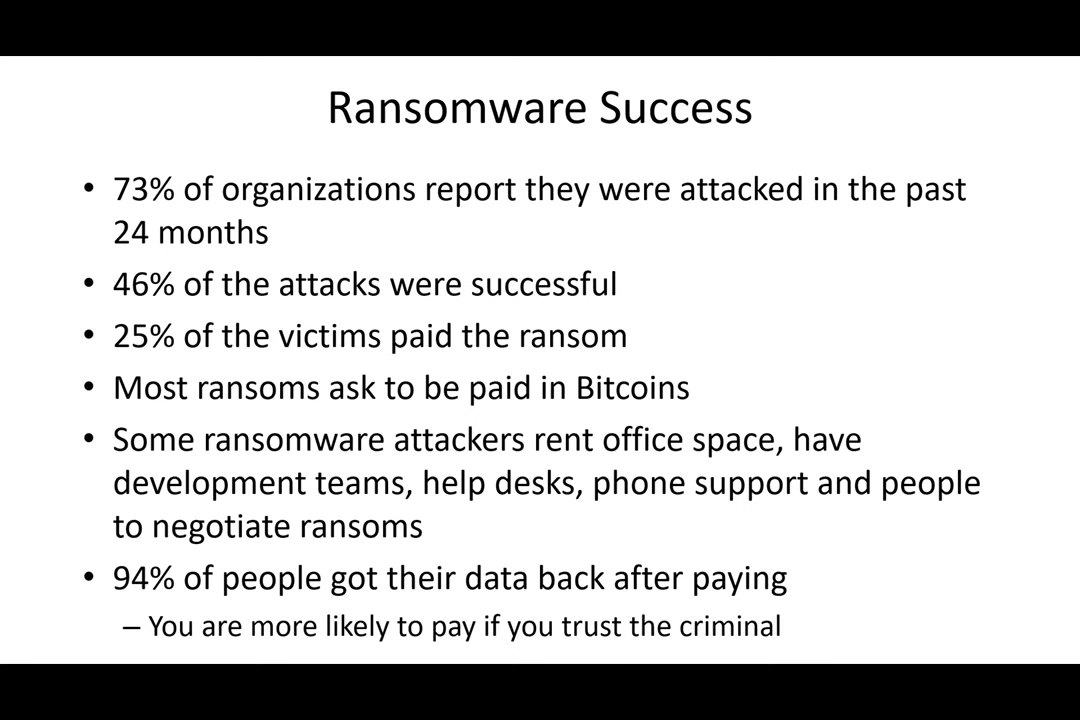 Ransomware Success
• 73% of organizations report they were attacked in the past
24 months
• 46% of the attacks were successful
• 25% of the victims paid the ransom
• Most ransoms ask to be paid in Bitcoins
• Some ransomware attackers rent office space, have
development teams, help desks, phone support and people
to negotiate ransoms
• 94% of people got their data back after paying
– You are more likely to pay if you trust the criminal